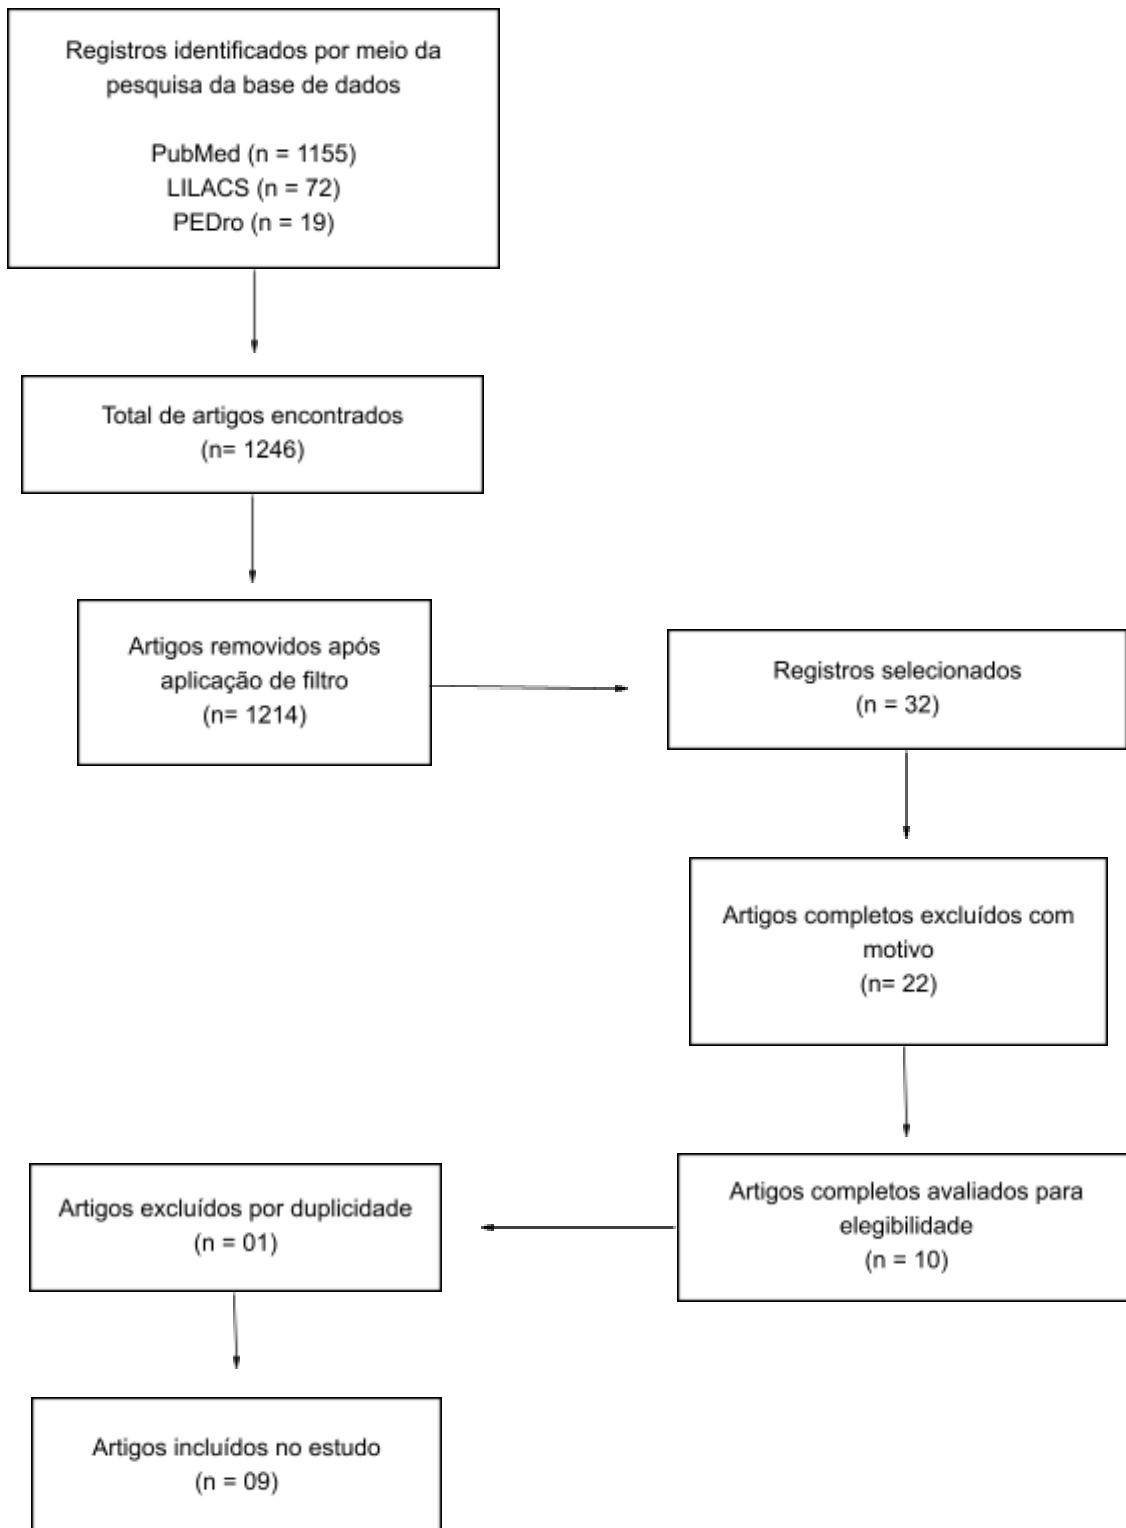 Registros identificados por meio da
pesquisa da base de dados
PubMed (n = 1155)
LILACS (n = 72)
PEDro (n = 19)
Total de artigos encontrados
(n= 1246)
Artigos removidos após
aplicação de filtro
(n= 1214)
Registros selecionados
(n = 32)
Artigos completos excluídos com
motivo
(n= 22)
Artigos completos avaliados para
elegibilidade
(n = 10)
Artigos excluídos por duplicidade
(n = 01)
Artigos incluídos no estudo
(n = 09)